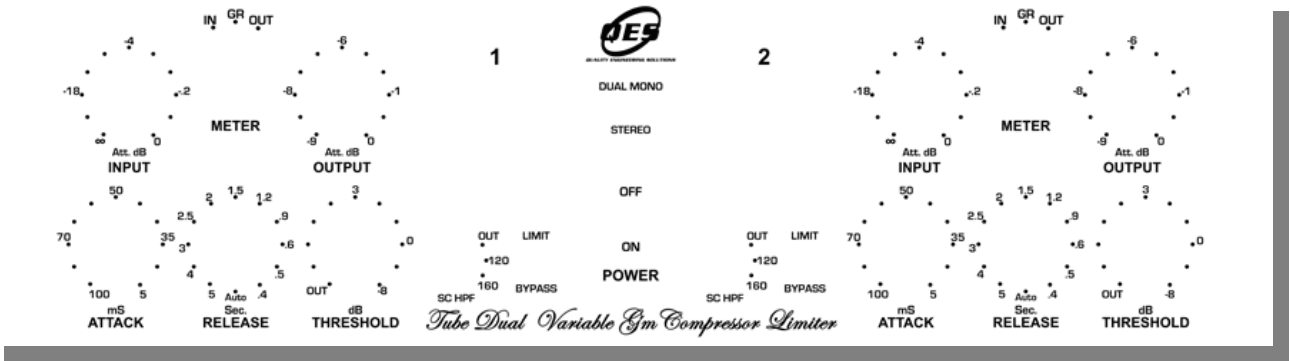 IN GR OUT
-4
-6
-18
-.2
-8
-1
∞
0
-9
0
Att. dB
INPUT
METER
Att. dB
OUTPUT
50
70
35
100
5
mS
ATTACK
1.5
2
1.2
2.5
.9
3
.6
4
.5
5
Auto
.4
Sec.
RELEASE
3
0
OUT
-8
dB
THRESHOLD
1
OUT
LIMIT
120
160
BYPASS
SC HPF
QES
QUALITY ENGINEERING SOLUTIONS
DUAL MONO
STEREO
OFF
ON
POWER
2
OUT
LIMIT
120
160
BYPASS
SC HPF
Tube Dual Variable Gm Compressor Limiter
IN GR OUT
-4
-6
-18
-.2
-8
-1
∞
0
-9
0
Att. dB
INPUT
METER
Att. dB
OUTPUT
50
70
35
100
5
mS
ATTACK
1.5
2
1.2
2.5
.9
3
.6
4
.5
5
Auto
.4
Sec.
RELEASE
3
0
OUT
-8
dB
THRESHOLD